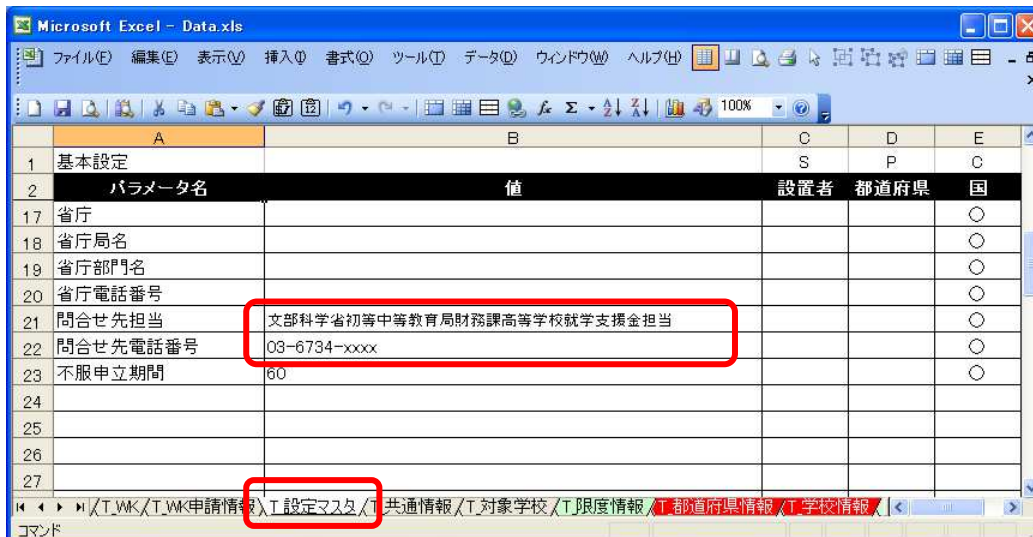 Microsoft Excel - Data.xls
ファイル(F) 編集(E) 表示(V) 挿入(I) 書式(O) ツール(T) データ(D) ウィンドウ(W) ヘルプ(H)
100%
A B C D E
1 基本設定 S P C
2 パラメータ名 値 設置者 都道府県 国
17 省庁 ○
18 省庁局名 ○
19 省庁部門名 ○
20 省庁電話番号 ○
21 問合せ先担当 文部科学省初等中等教育局財務課高等学校就学支援金担当 ○
22 問合せ先電話番号 03-6734-xxxx ○
23 不服申立期間 60 ○
24
25
26
27
T_WK T_WK申請情報 T_設定マスタ T_共通情報 T_対象学校 T_限度情報 T_都道府県情報 T_学校情報
コマンド